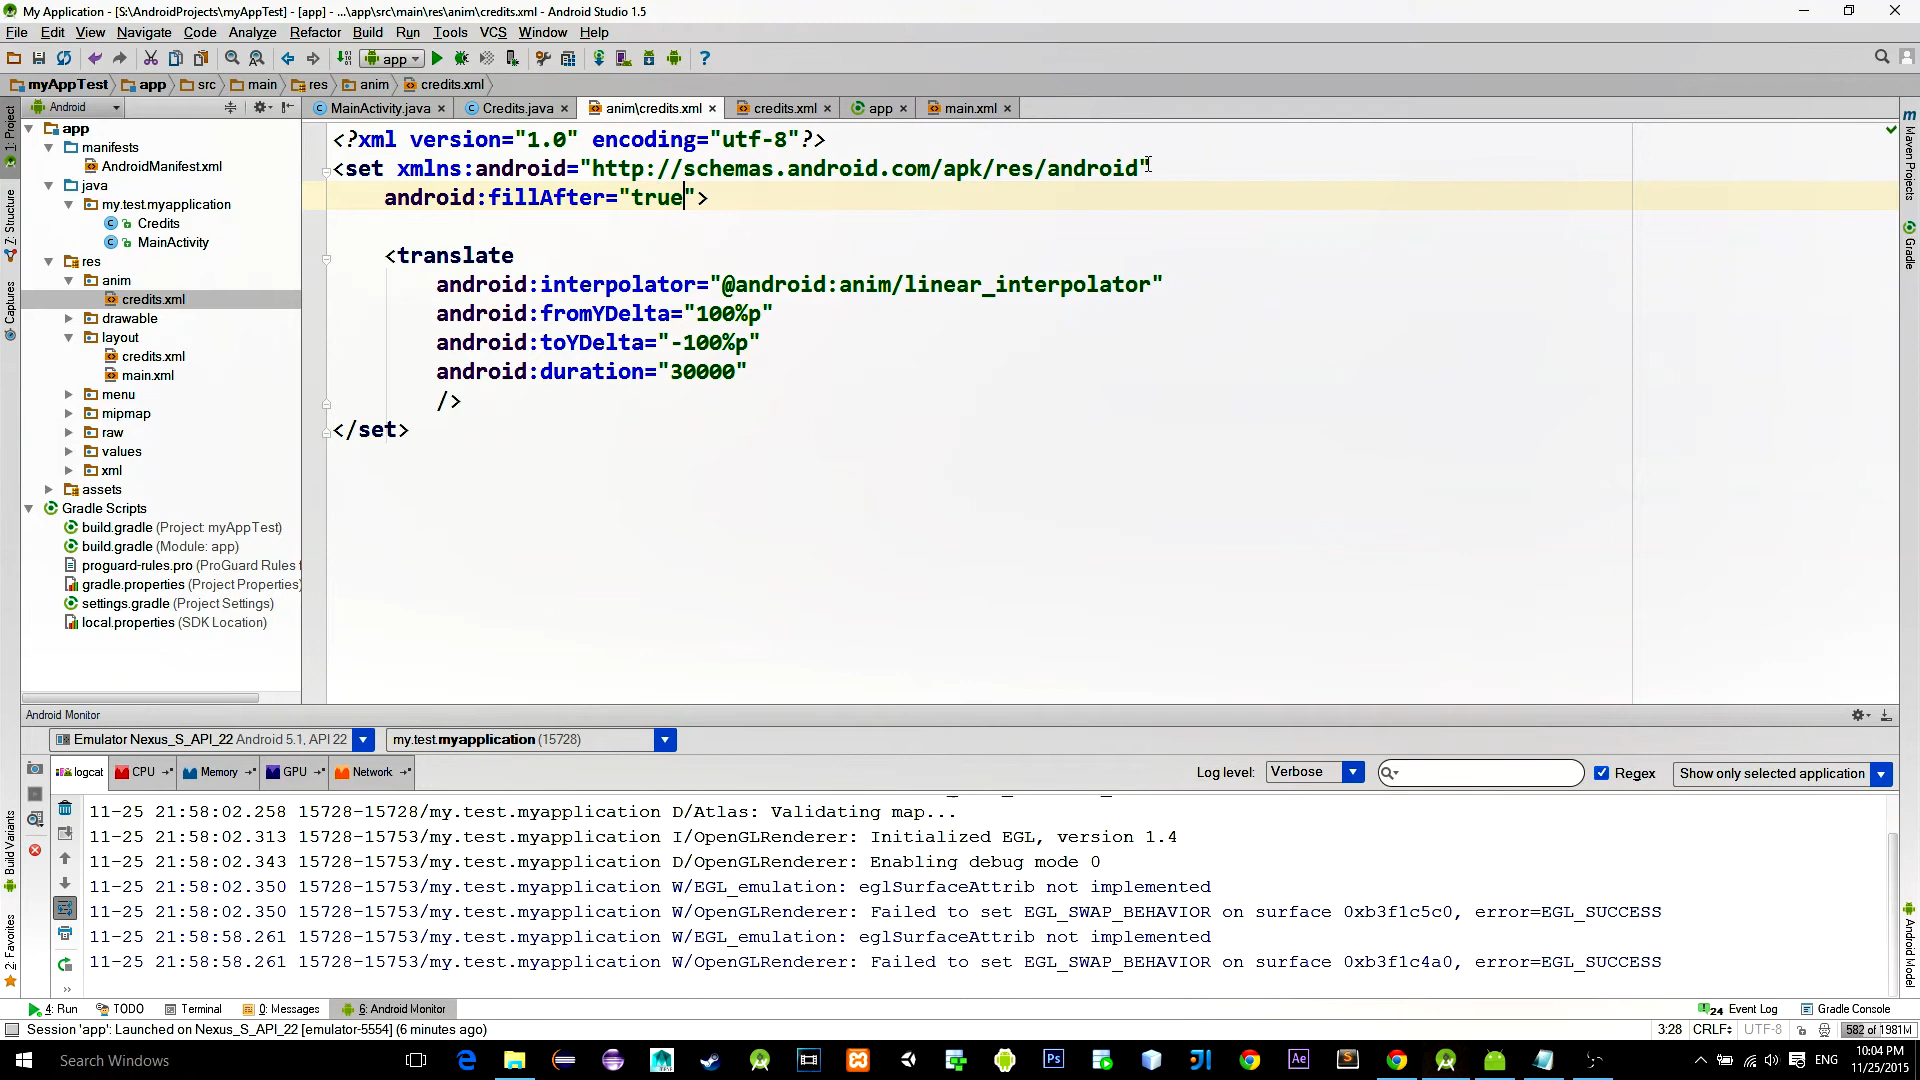 My Application - [S:\AndroidProjects\myAppTest] - [app] - ...\app\src\main\res\anim\credits.xml - Android Studio 1.5
File Edit View Navigate Code Analyze Refactor Build Run Tools VCS Window Help
app
myAppTest app src main res anim credits.xml
Android
MainActivity.java Credits.java anim\credits.xml credits.xml app main.xml
1: Project
Z: Structure
Captures
Build Variants
2: Favorites
app
manifests
AndroidManifest.xml
java
my.test.myapplication
Credits
MainActivity
res
anim
credits.xml
drawable
layout
credits.xml
main.xml
menu
mipmap
raw
values
xml
assets
Gradle Scripts
build.gradle (Project: myAppTest)
build.gradle (Module: app)
proguard-rules.pro (ProGuard Rules f
gradle.properties (Project Properties)
settings.gradle (Project Settings)
local.properties (SDK Location)
<?xml version="1.0" encoding="utf-8"?>
<set xmlns:android="http://schemas.android.com/apk/res/android"
android:fillAfter="true">
<translate
android:interpolator="@android:anim/linear_interpolator"
android:fromYDelta="100%p"
android:toYDelta="-100%p"
android:duration="30000"
/>
</set>
Maven Projects
Gradle
Android Model
Android Monitor
Emulator Nexus_S_API_22 Android 5.1, API 22 my.test.myapplication (15728)
logcat CPU Memory GPU Network Log level: Verbose Regex Show only selected application
11-25 21:58:02.258 15728-15728/my.test.myapplication D/Atlas: Validating map...
11-25 21:58:02.313 15728-15753/my.test.myapplication I/OpenGLRenderer: Initialized EGL, version 1.4
11-25 21:58:02.343 15728-15753/my.test.myapplication D/OpenGLRenderer: Enabling debug mode 0
11-25 21:58:02.350 15728-15753/my.test.myapplication W/EGL_emulation: eglSurfaceAttrib not implemented
11-25 21:58:02.350 15728-15753/my.test.myapplication W/OpenGLRenderer: Failed to set EGL_SWAP_BEHAVIOR on surface 0xb3f1c5c0, error=EGL_SUCCESS
11-25 21:58:58.261 15728-15753/my.test.myapplication W/EGL_emulation: eglSurfaceAttrib not implemented
11-25 21:58:58.261 15728-15753/my.test.myapplication W/OpenGLRenderer: Failed to set EGL_SWAP_BEHAVIOR on surface 0xb3f1c4a0, error=EGL_SUCCESS
4: Run TODO Terminal 0: Messages 6: Android Monitor 24 Event Log Gradle Console
Session 'app': Launched on Nexus_S_API_22 [emulator-5554] (6 minutes ago) 3:28 CRLF UTF-8 582 of 1981M
Search Windows
Ps
Ae
ENG
10:04 PM
11/25/2015